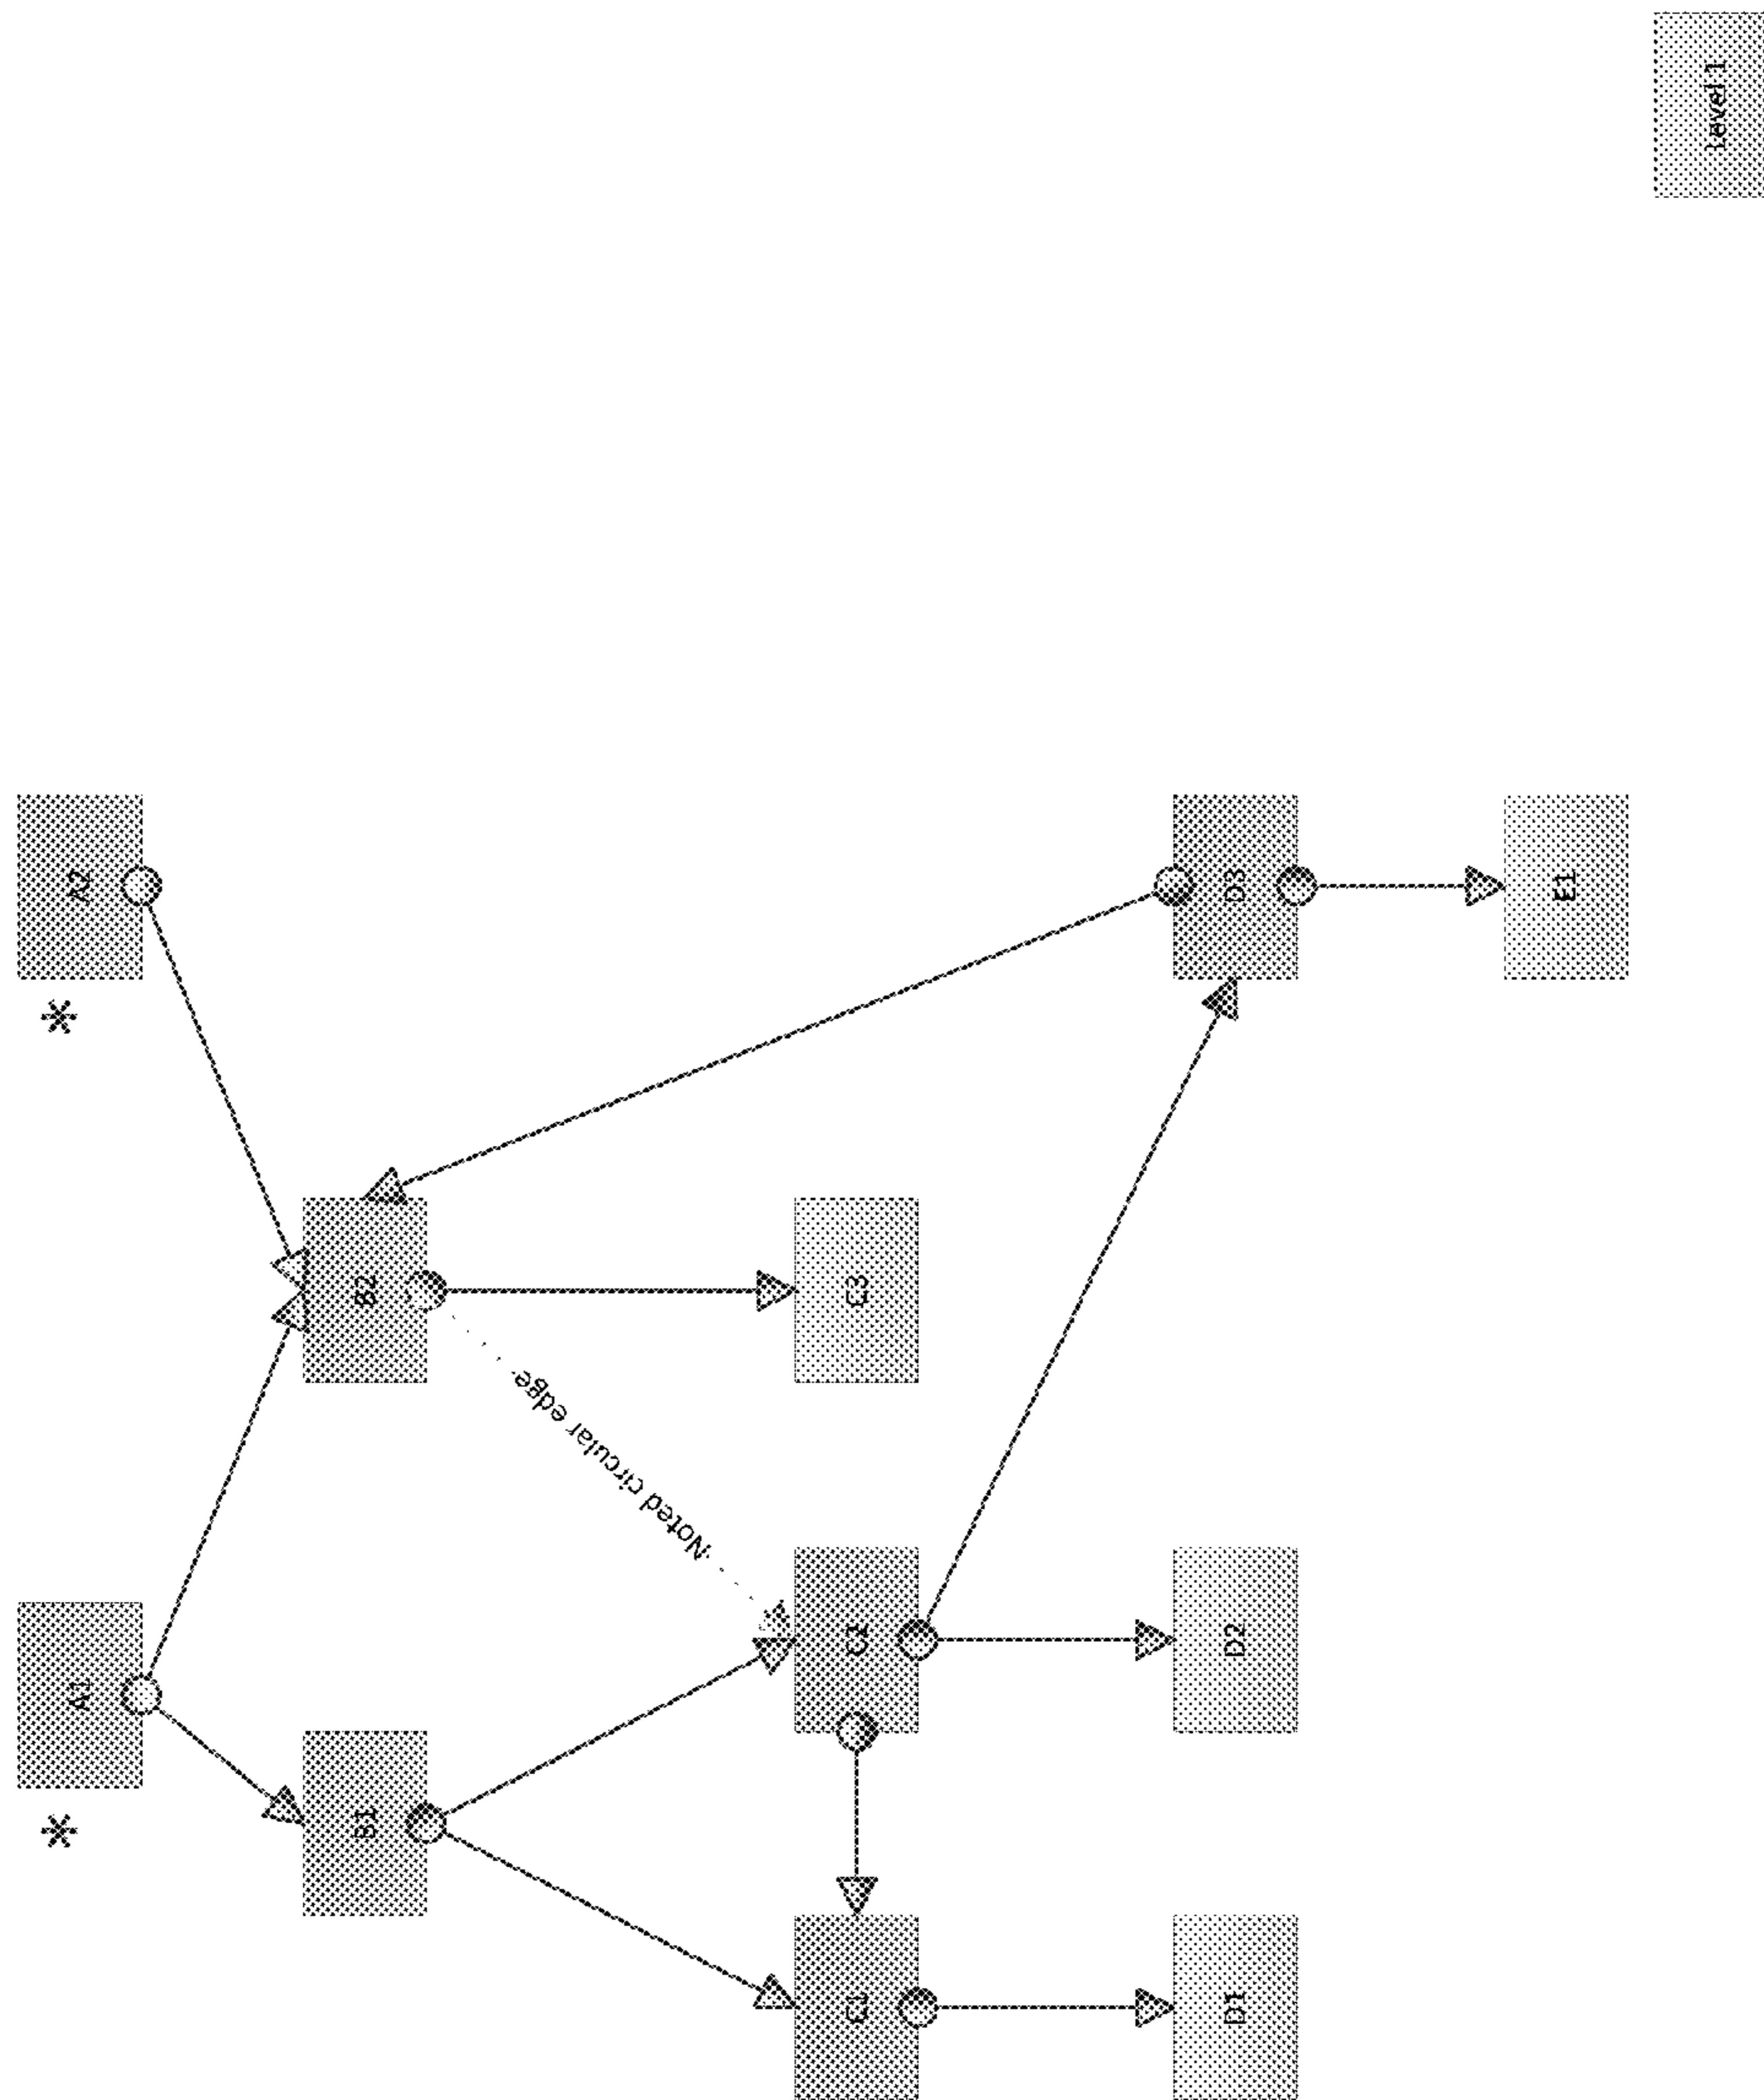 * A1
* A2
B1
B2
Noted circular edge
C1
C2
C3
D1
D2
D3
E1
Level 1